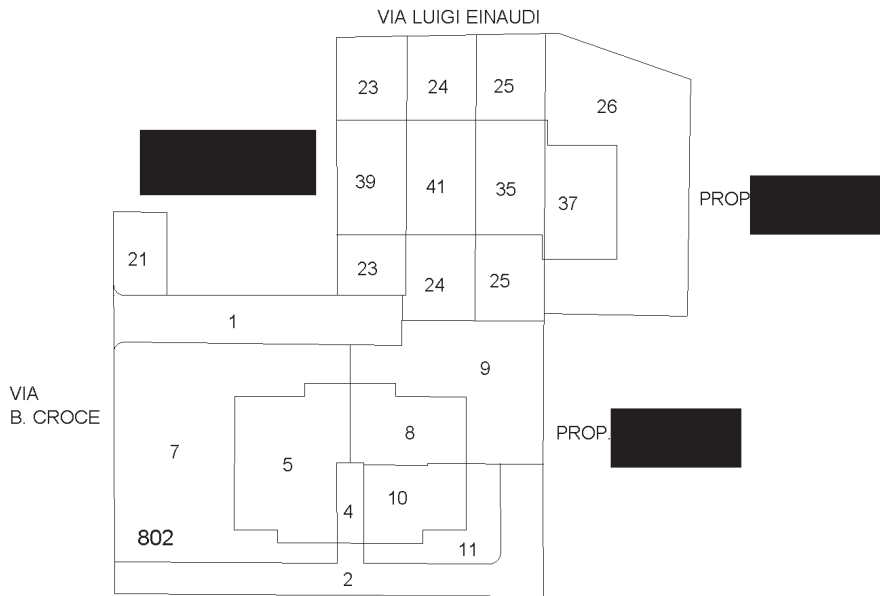 VIA LUIGI EINAUDI
23 24 25 26
39 41 35 37
PROP
21
23 24 25
1
9
VIA
B. CROCE
8
PROP.
7 5
4 10
802
11
2